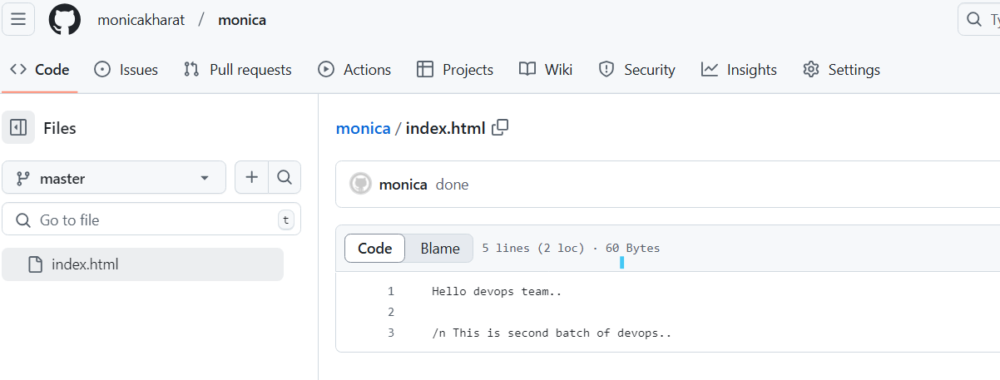 monicakharat / monica
Ty
Code Issues Pull requests Actions Projects Wiki Security Insights Settings
Files
master
Go to file t
index.html
monica / index.html
monica done
Code Blame 5 lines (2 loc) · 60 Bytes
1 Hello devops team..
2
3 /n This is second batch of devops..